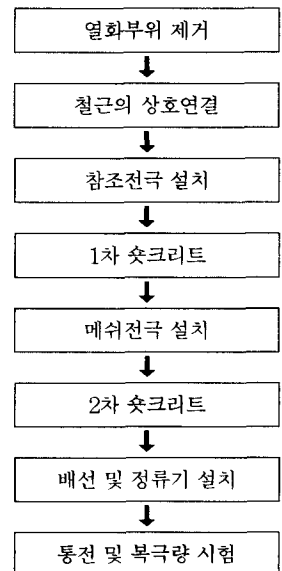 열화부위 제거
철근의 상호연결
참조전극 설치
1차 숏크리트
메쉬전극 설치
2차 숏크리트
배선 및 정류기 설치
통전 및 복극량 시험